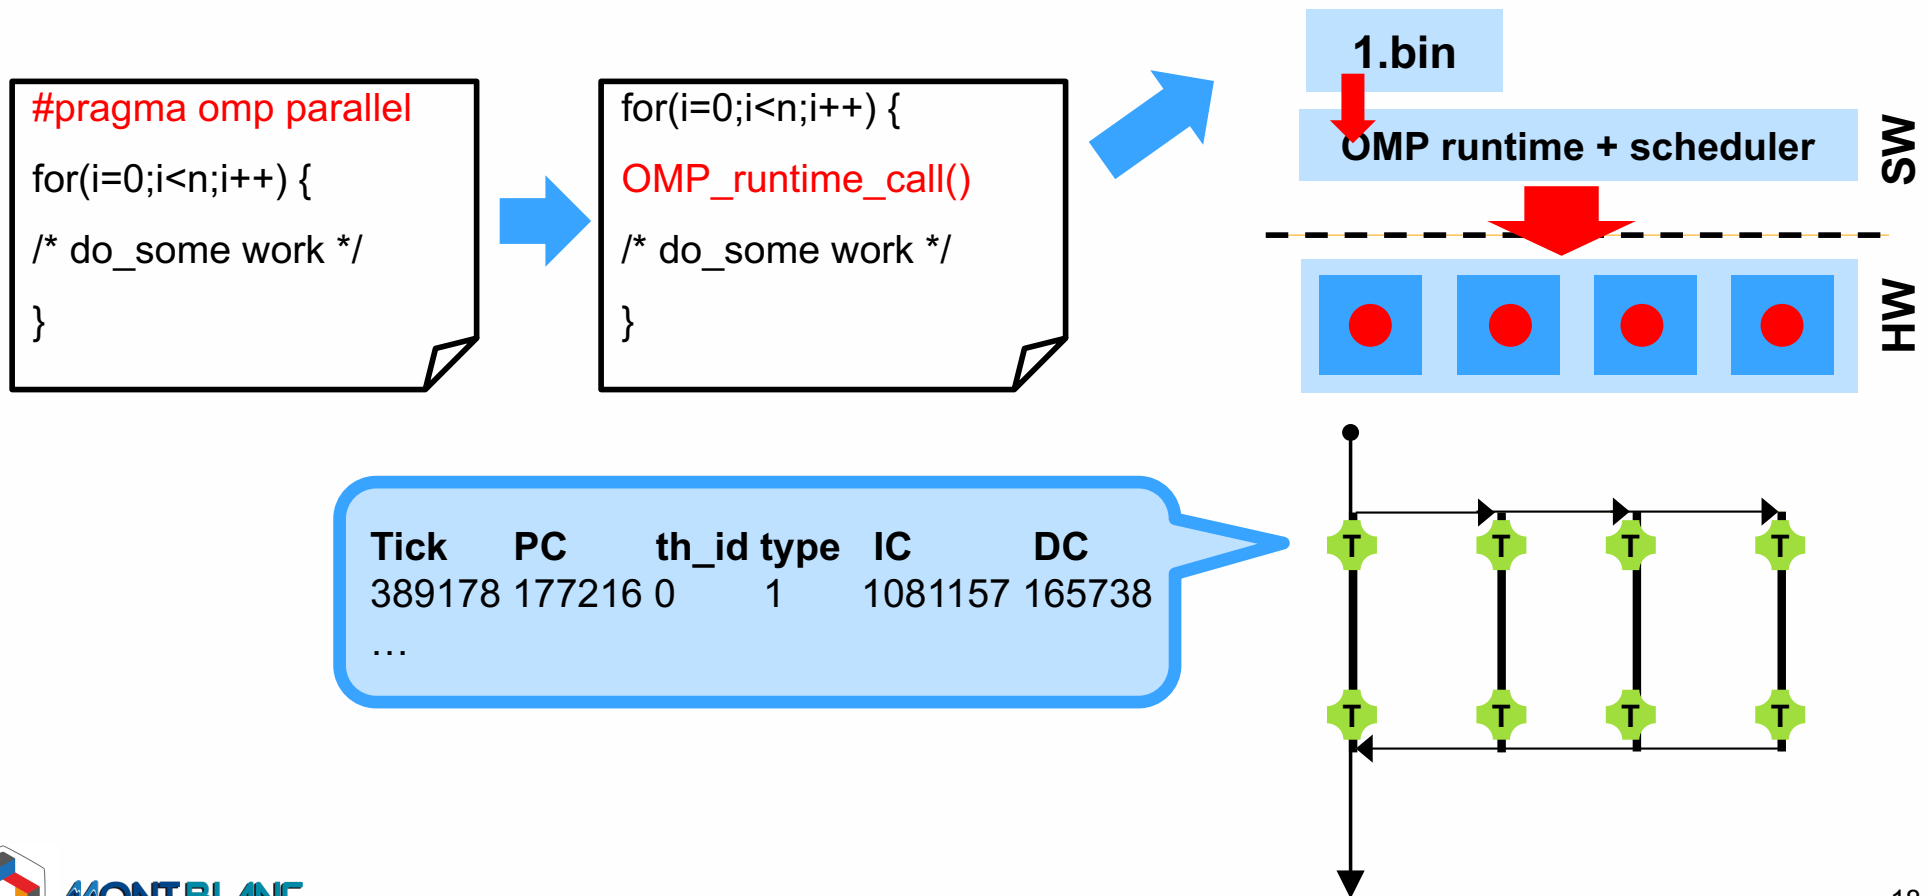 #pragma omp parallel
for(i=0;i<n;i++) {
/* do_some work */
}
for(i=0;i<n;i++) {
OMP_runtime_call()
/* do_some work */
}
1.bin
OMP runtime + scheduler
SW
HW
Tick PC th_id type IC DC
389178 177216 0 1 1081157 165738
…
T T T T
T T T T
MONTBLANC